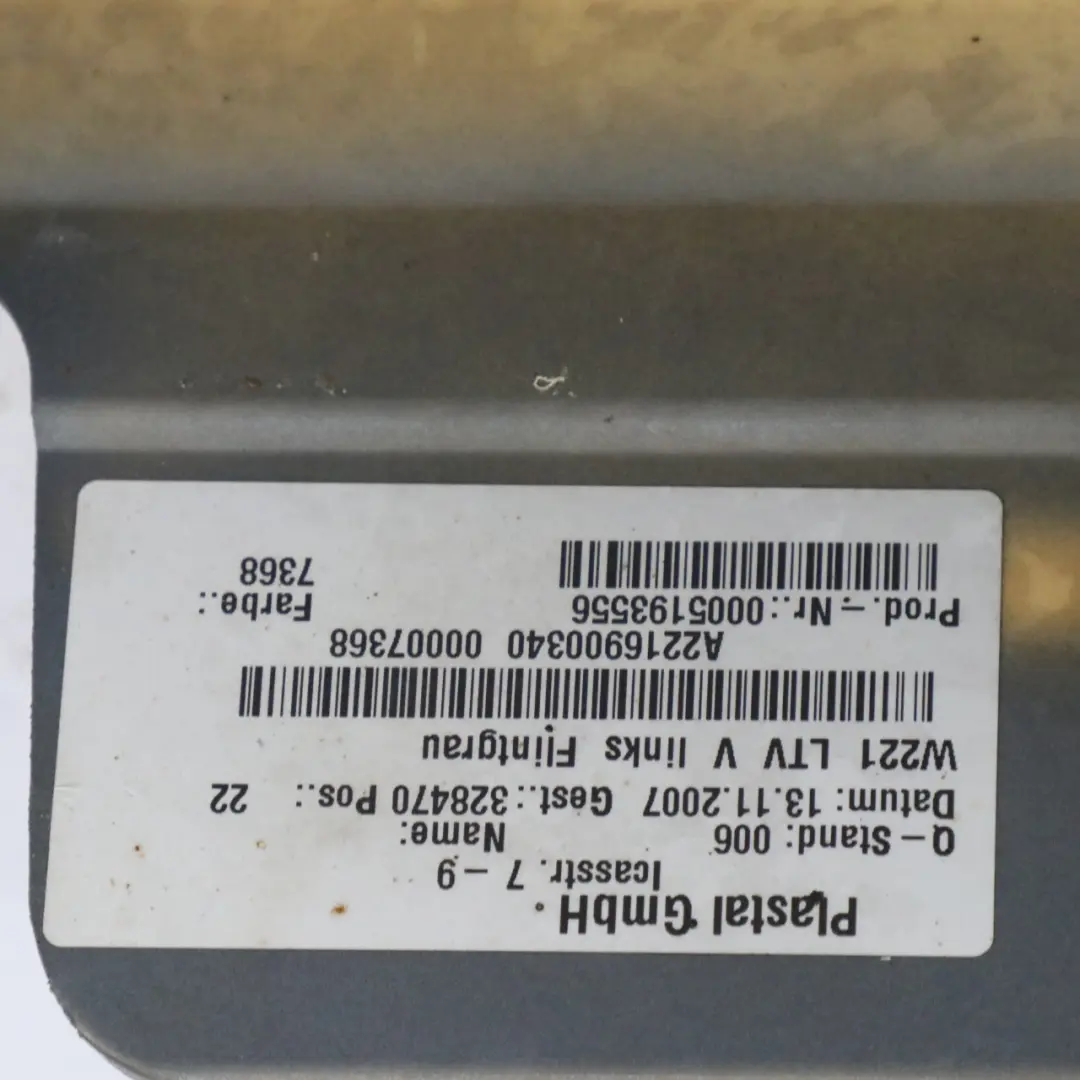 Plastal GmbH
Icasstr. 7 - 9
Q-Stand: 006 Name:
Datum: 13.11.2007 Gest.:328470 Pos.: 22
W221 LTV V links Flintgrau
A2216900340 00007368
Prod.-Nr.:0005193556 Farbe.:
7368